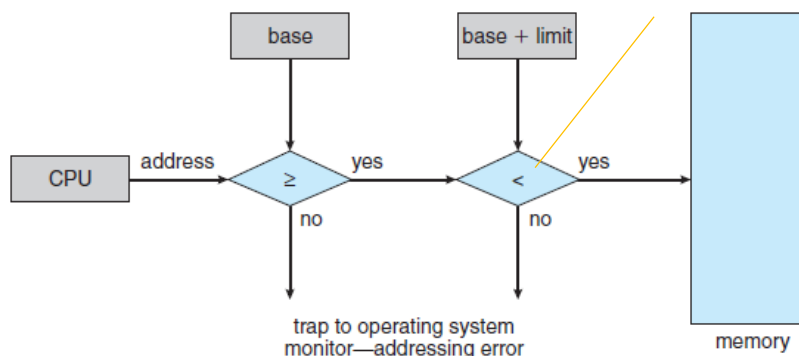 base
base + limit
CPU
address
≥
yes
<
yes
no
no
trap to operating system
monitor—addressing error
memory